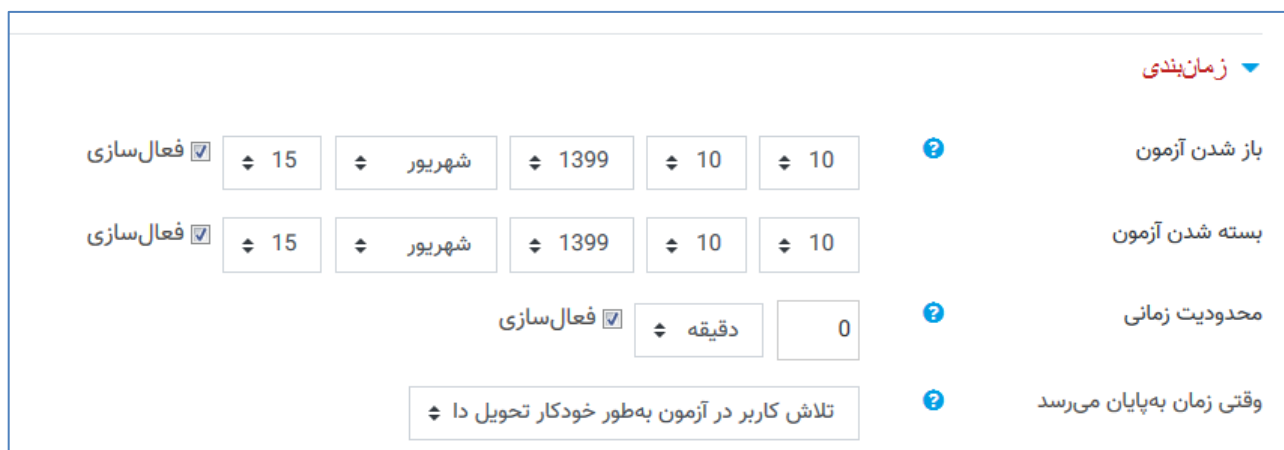 زمان‌بندی
باز شدن آزمون 10 10 1399 شهریور 15 فعال‌سازی
بسته شدن آزمون 10 10 1399 شهریور 15 فعال‌سازی
محدودیت زمانی 0 دقیقه فعال‌سازی
وقتی زمان به‌پایان می‌رسد تلاش کاربر در آزمون به‌طور خودکار تحویل دا